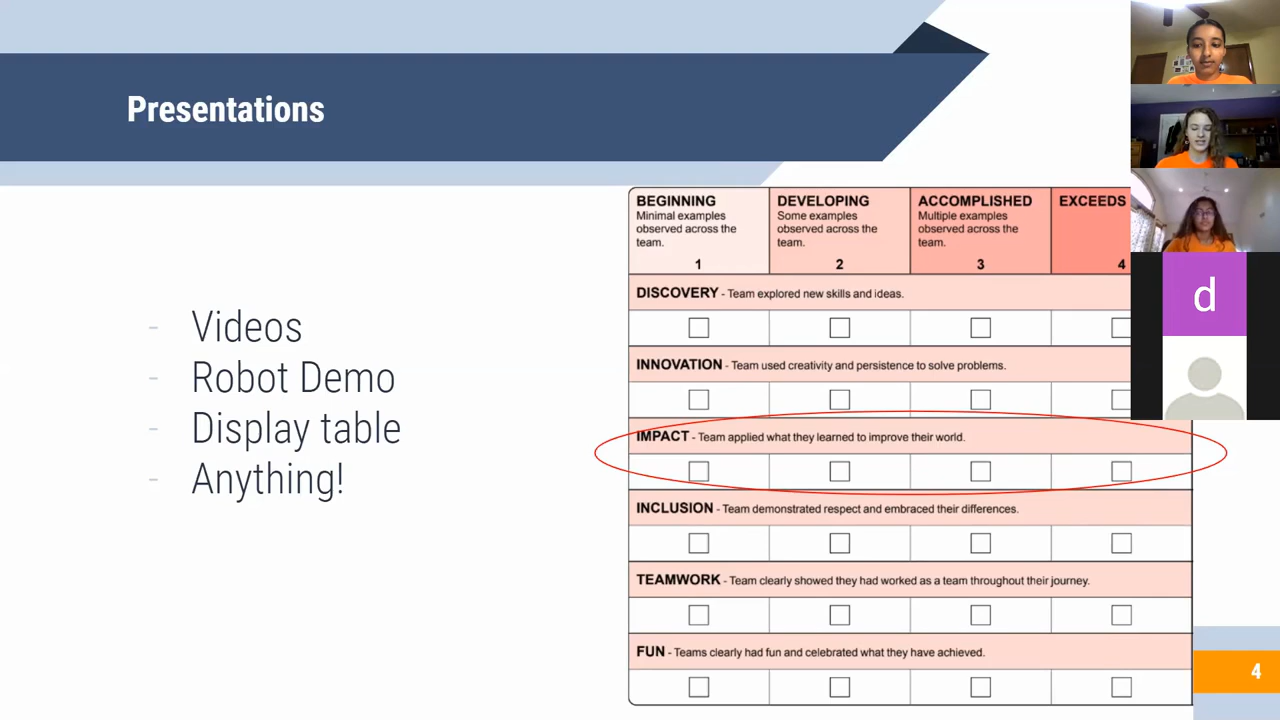 Presentations
- Videos
- Robot Demo
- Display table
- Anything!
BEGINNING
Minimal examples
observed across the
team.
1
DEVELOPING
Some examples
observed across the
team.
2
ACCOMPLISHED
Multiple examples
observed across the
team.
3
EXCEEDS
4
DISCOVERY - Team explored new skills and ideas.
INNOVATION - Team used creativity and persistence to solve problems.
IMPACT - Team applied what they learned to improve their world.
INCLUSION - Team demonstrated respect and embraced their differences.
TEAMWORK - Team clearly showed they had worked as a team throughout their journey.
FUN - Teams clearly had fun and celebrated what they have achieved.
d
4